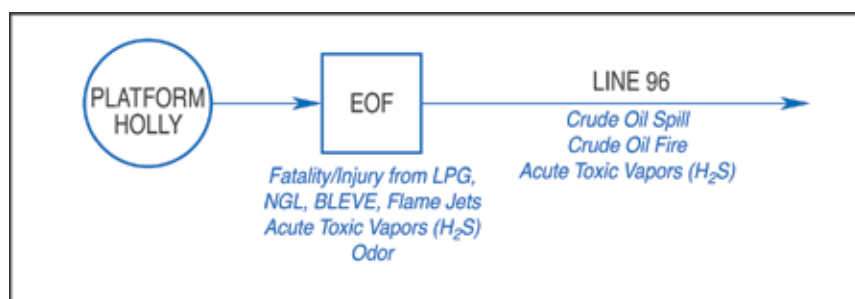 PLATFORM
HOLLY
EOF
Fatality/Injury from LPG,
NGL, BLEVE, Flame Jets
Acute Toxic Vapors (H₂S)
Odor
LINE 96
Crude Oil Spill
Crude Oil Fire
Acute Toxic Vapors (H₂S)